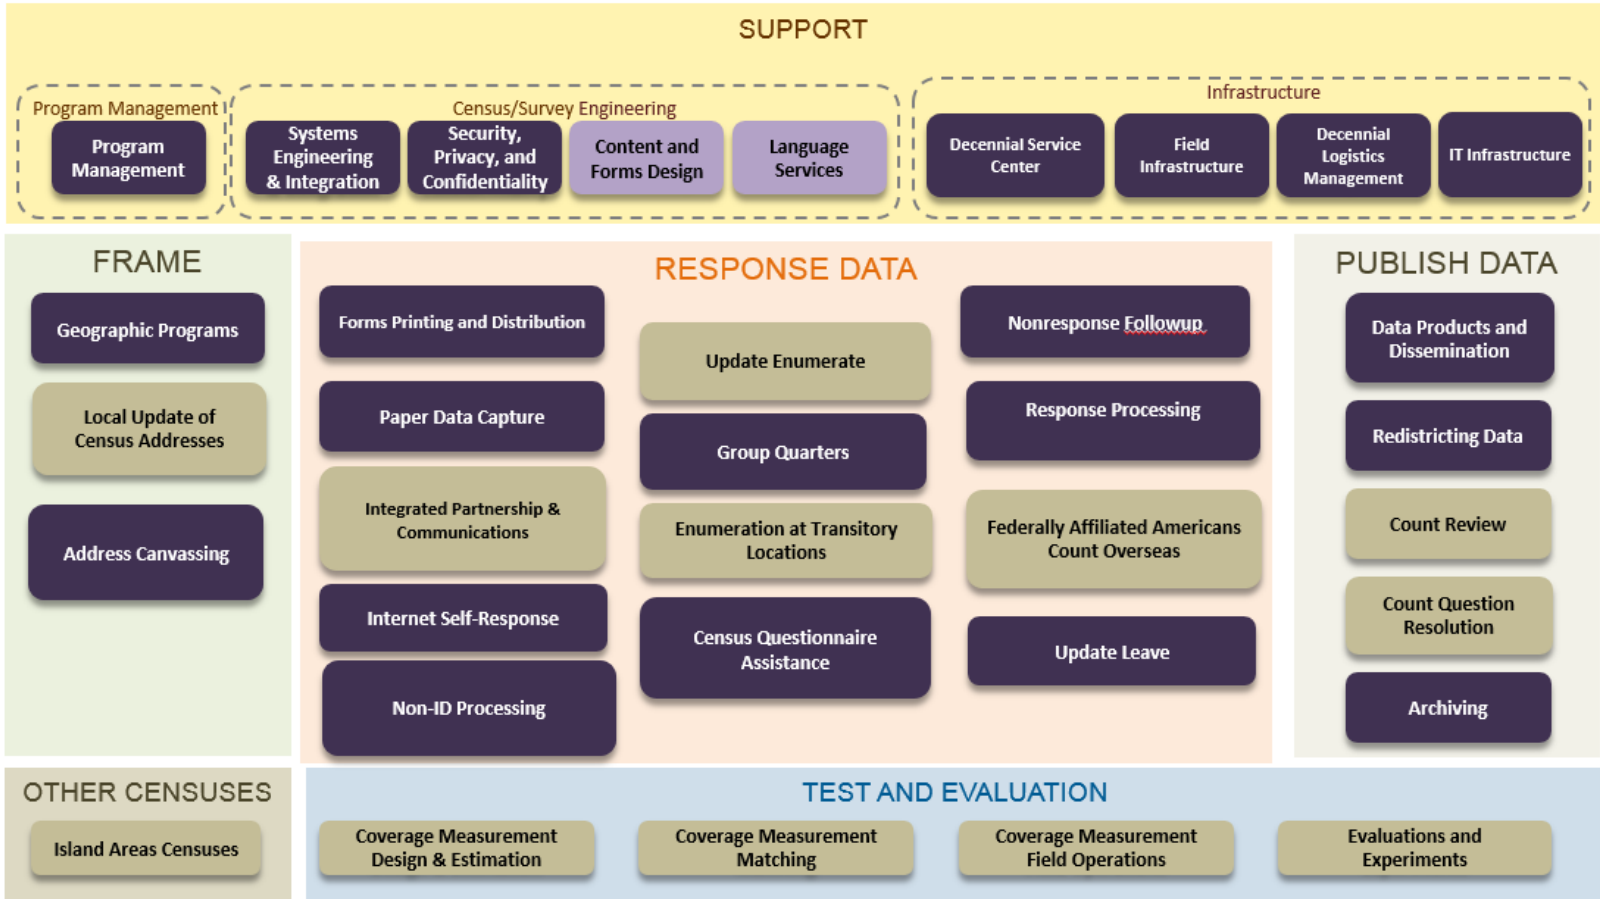 SUPPORT
Program Management
Program
Management
Census/Survey Engineering
Systems
Engineering
& Integration
Security,
Privacy, and
Confidentiality
Content and
Forms Design
Language
Services
Infrastructure
Decennial Service
Center
Field
Infrastructure
Decennial
Logistics
Management
IT Infrastructure
FRAME
Geographic Programs
Local Update of
Census Addresses
Address Canvassing
RESPONSE DATA
Forms Printing and Distribution
Paper Data Capture
Integrated Partnership &
Communications
Internet Self-Response
Non-ID Processing
Update Enumerate
Group Quarters
Enumeration at Transitory
Locations
Census Questionnaire
Assistance
Nonresponse Followup
Response Processing
Federally Affiliated Americans
Count Overseas
Update Leave
PUBLISH DATA
Data Products and
Dissemination
Redistricting Data
Count Review
Count Question
Resolution
Archiving
OTHER CENSUSES
Island Areas Censuses
TEST AND EVALUATION
Coverage Measurement
Design & Estimation
Coverage Measurement
Matching
Coverage Measurement
Field Operations
Evaluations and
Experiments